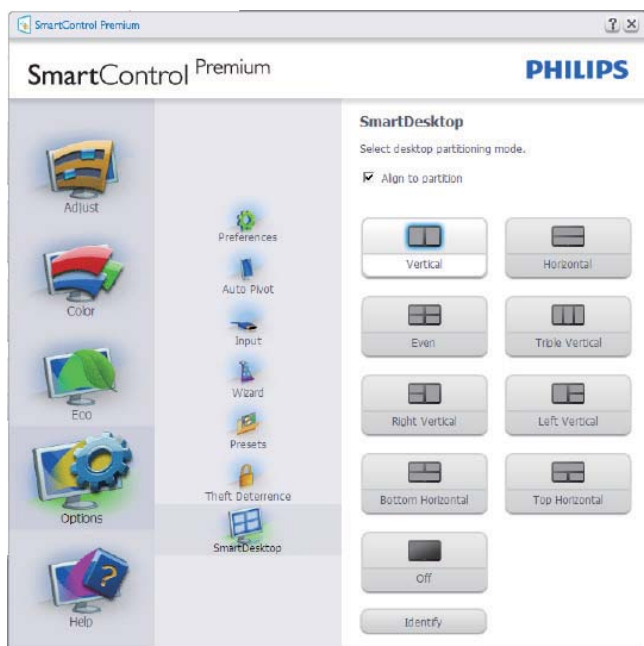 SmartControl Premium
SmartControl Premium
PHILIPS
Adjust
Color
Eco
Options
Help
Preferences
Auto Pivot
Input
Wizard
Presets
Theft Deterrence
SmartDesktop
SmartDesktop
Select desktop partitioning mode.
Align to partition
Vertical
Horizontal
Even
Triple Vertical
Right Vertical
Left Vertical
Bottom Horizontal
Top Horizontal
Off
Identify